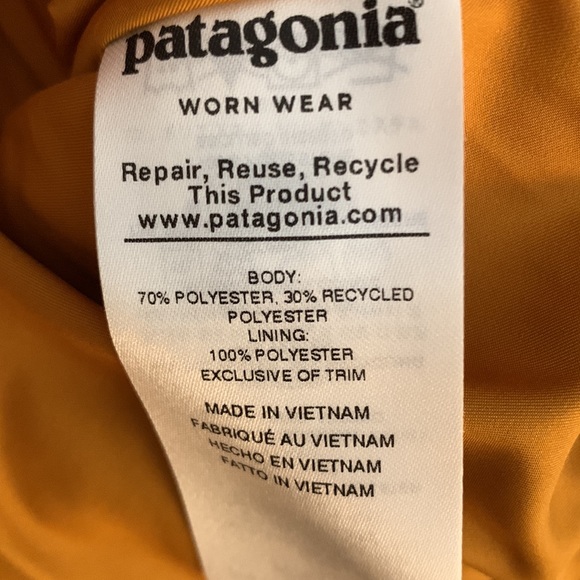 patagonia®
WORN WEAR
Repair, Reuse, Recycle
This Product
www.patagonia.com
BODY:
70% POLYESTER, 30% RECYCLED
POLYESTER
LINING:
100% POLYESTER
EXCLUSIVE OF TRIM
MADE IN VIETNAM
FABRIQUÉ AU VIETNAM
HECHO EN VIETNAM
FATTO IN VIETNAM